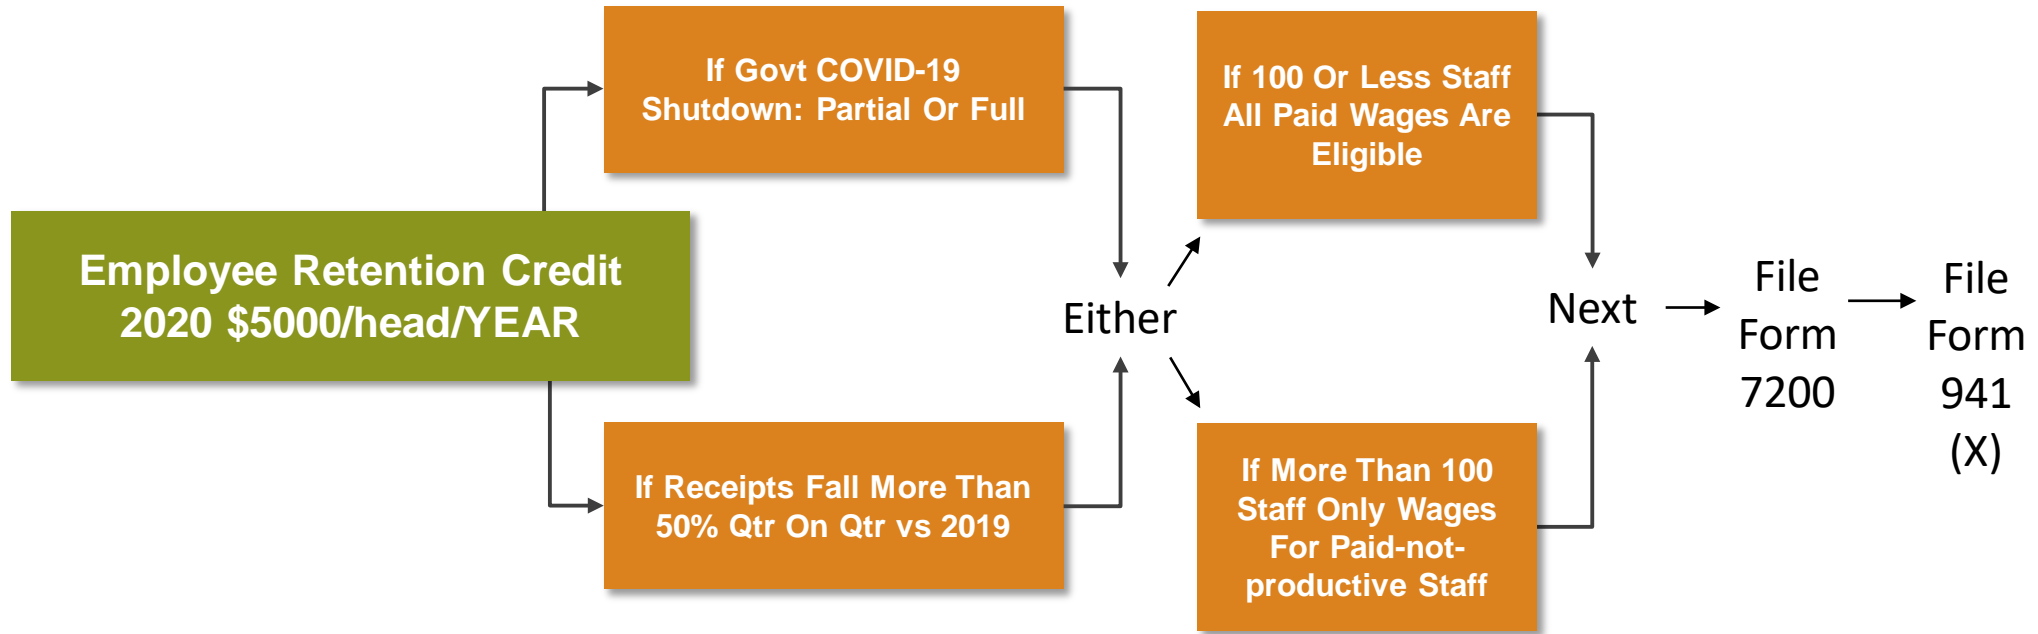 If Govt COVID-19
Shutdown: Partial Or Full
If 100 Or Less Staff
All Paid Wages Are
Eligible
Employee Retention Credit
2020 $5000/head/YEAR
Either
Next
File
Form
7200
File
Form
941
(X)
If Receipts Fall More Than
50% Qtr On Qtr vs 2019
If More Than 100
Staff Only Wages
For Paid-not-
productive Staff